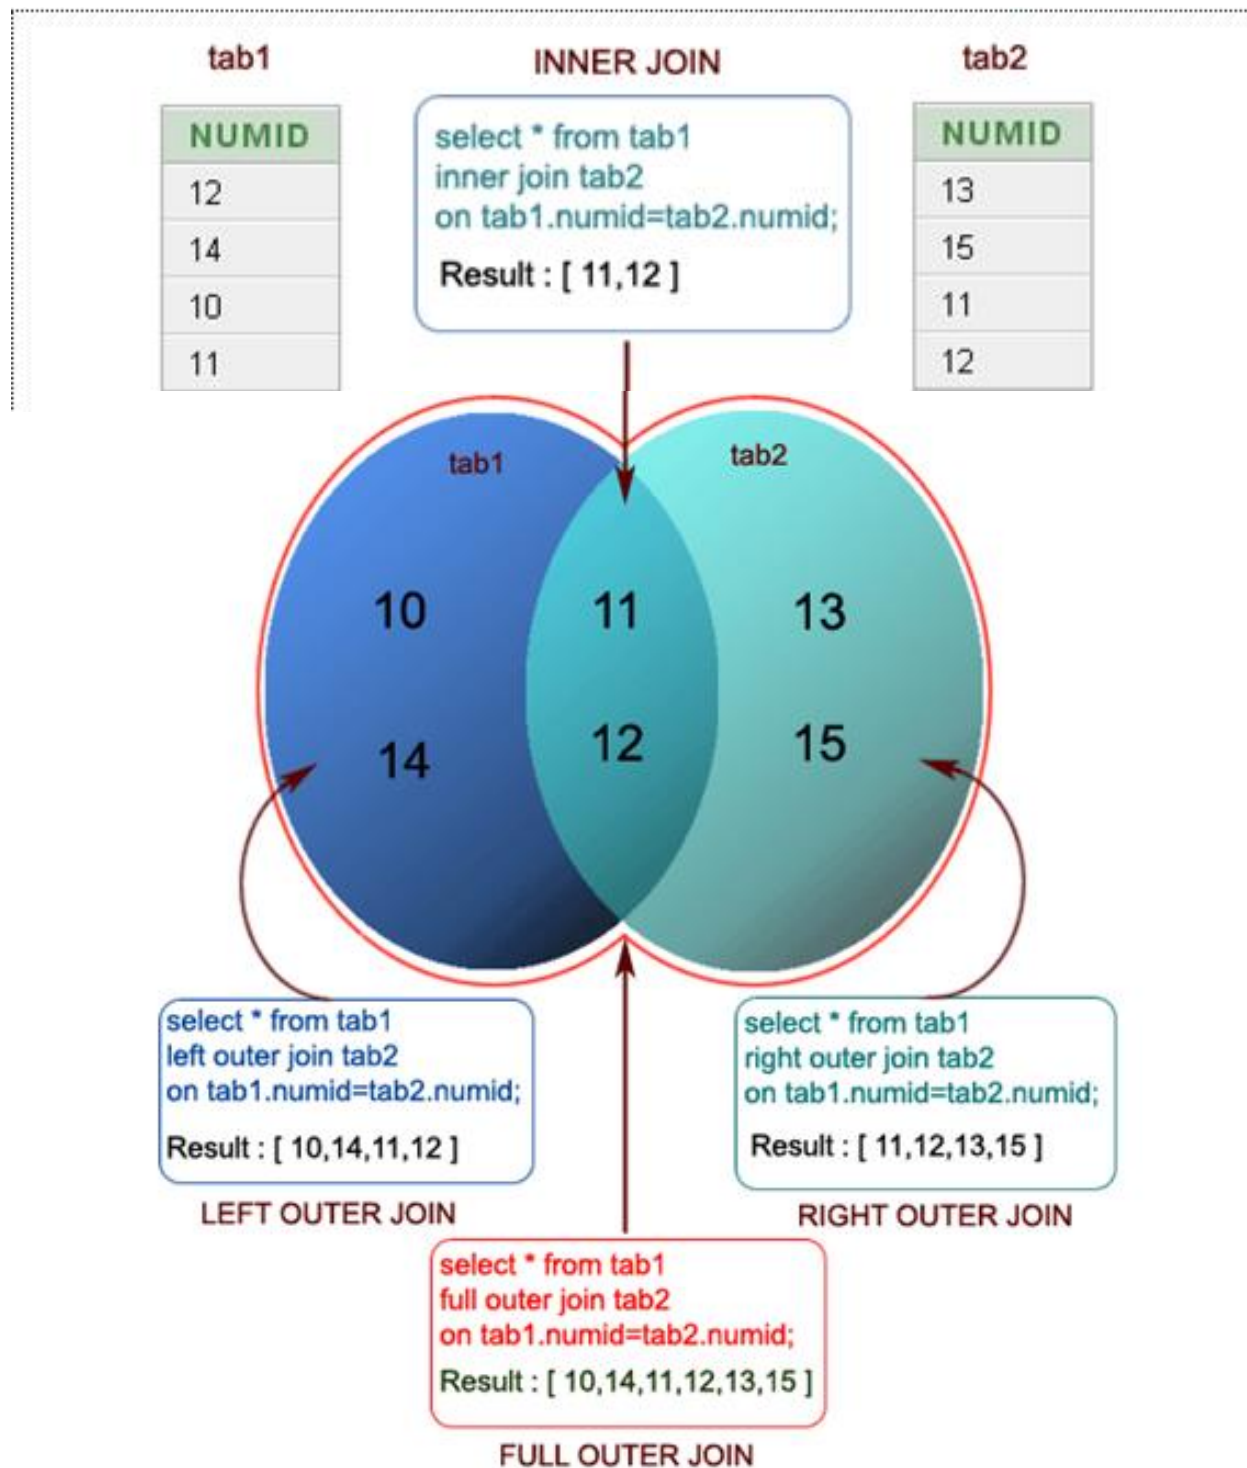 tab1
INNER JOIN
tab2
NUMID
12
14
10
11
select * from tab1
inner join tab2
on tab1.numid=tab2.numid;
Result : [ 11,12 ]
NUMID
13
15
11
12
tab1
tab2
10
11
13
14
12
15
select * from tab1
left outer join tab2
on tab1.numid=tab2.numid;
Result : [ 10,14,11,12 ]
LEFT OUTER JOIN
select * from tab1
right outer join tab2
on tab1.numid=tab2.numid;
Result : [ 11,12,13,15 ]
RIGHT OUTER JOIN
select * from tab1
full outer join tab2
on tab1.numid=tab2.numid;
Result : [ 10,14,11,12,13,15 ]
FULL OUTER JOIN